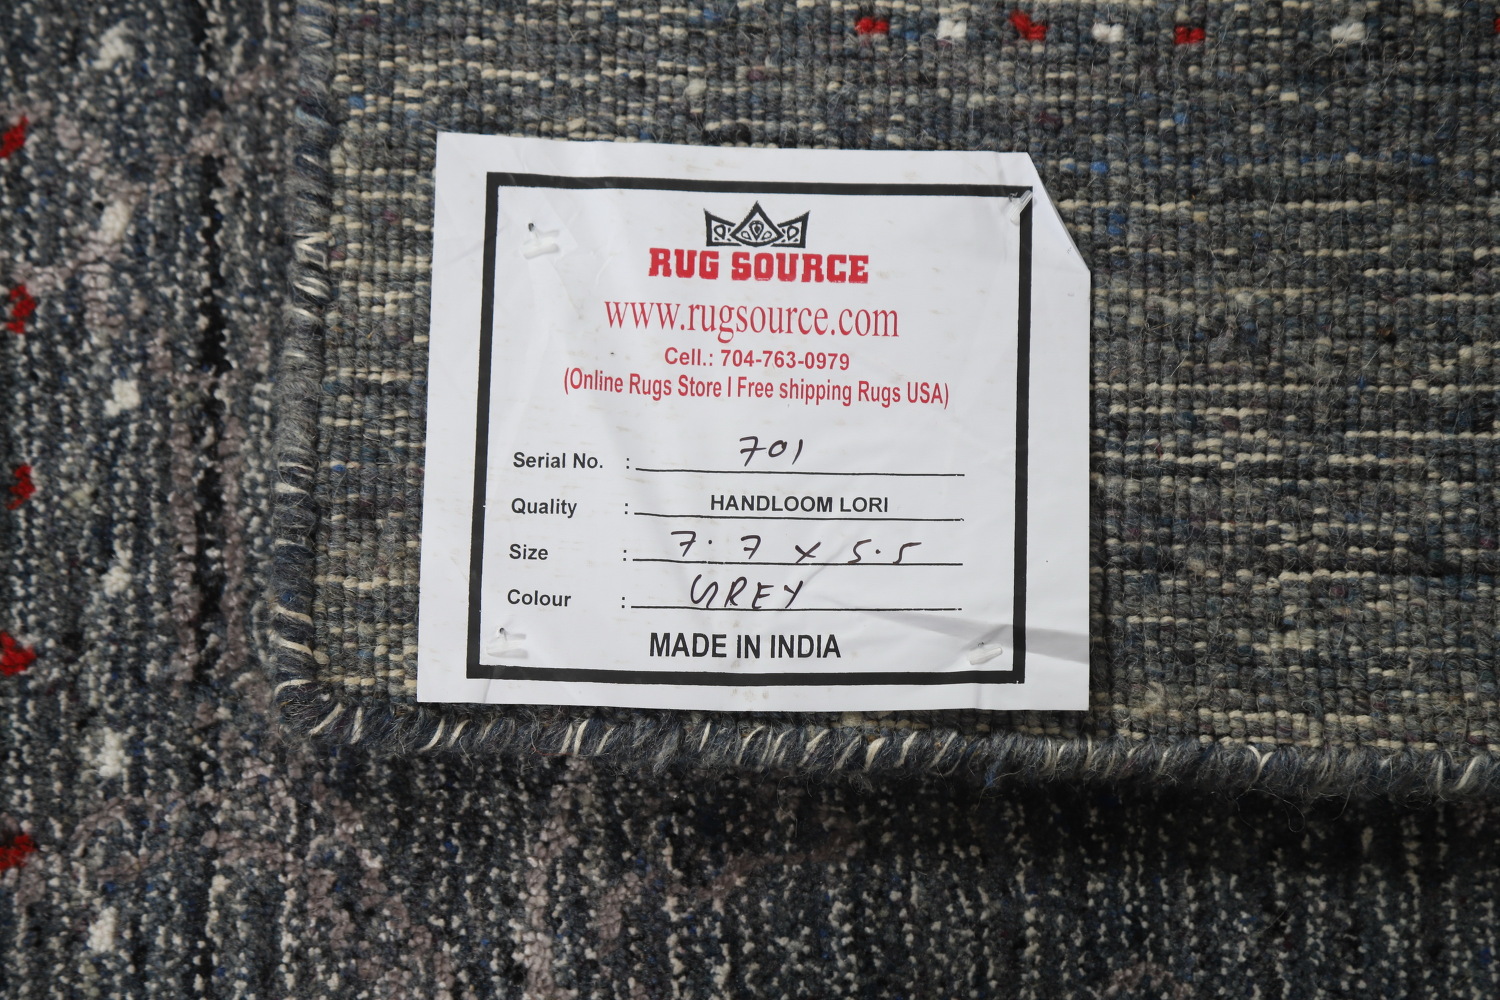 RUG SOURCE
www.rugsource.com
Cell.: 704-763-0979
(Online Rugs Store I Free shipping Rugs USA)
Serial No. : 701
Quality : HANDLOOM LORI
Size : 7.7 x 5.5
Colour : GREY
MADE IN INDIA